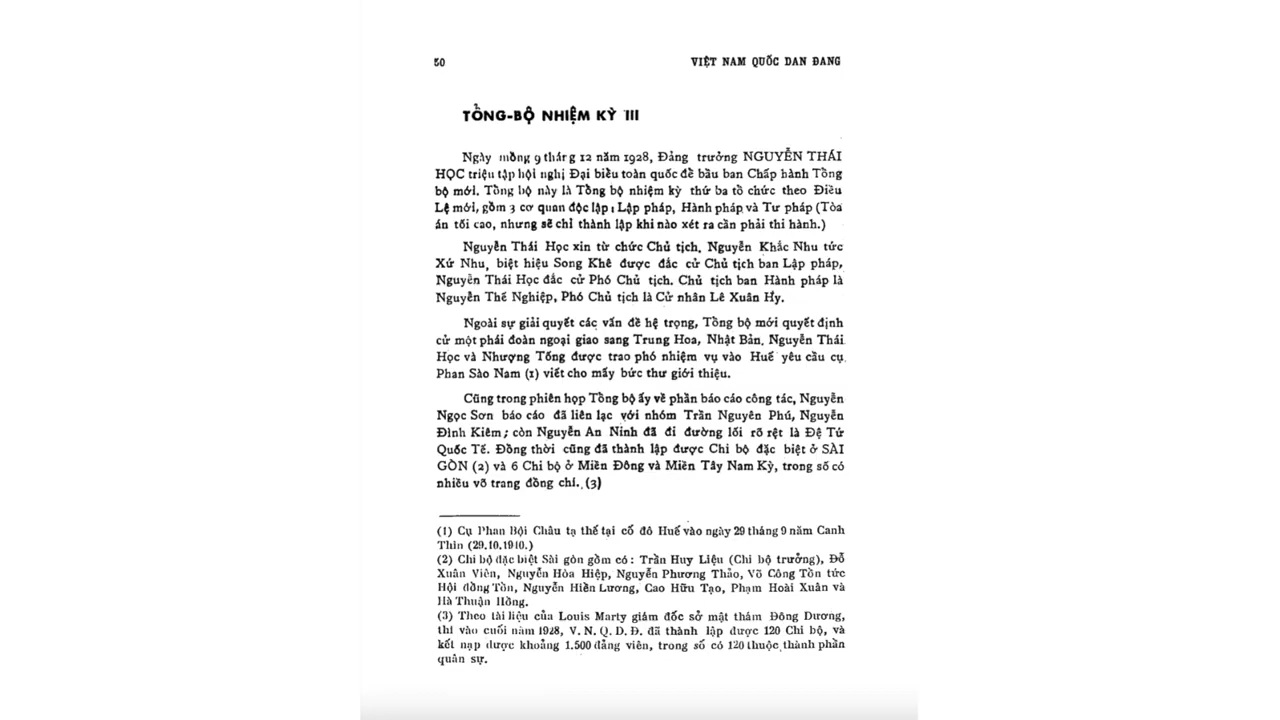 50
VIỆT NAM QUỐC DAN ĐANG
TỔNG-BỘ NHIỆM KỲ III
Ngày mồng 9 tháng 12 năm 1928, Đảng trưởng NGUYỄN THÁI
HỌC triệu tập hội nghị Đại biểu toàn quốc để bầu ban Chấp hành Tổng
bộ mới. Tổng bộ này là Tổng bộ nhiệm kỳ thứ ba tổ chức theo Điều
Lệ mới, gồm 3 cơ quan độc lập: Lập pháp, Hành pháp và Tư pháp (Tòa
án tối cao, nhưng sẽ chỉ thành lập khi nào xét ra cần phải thi hành.)
Nguyễn Thái Học xin từ chức Chủ tịch. Nguyễn Khắc Nhu tức
Xứ Nhu, biệt hiệu Song Khê được đắc cử Chủ tịch ban Lập pháp,
Nguyễn Thái Học đắc cử Phó Chủ tịch. Chủ tịch ban Hành pháp là
Nguyễn Thế Nghiệp, Phó Chủ tịch là Cử nhân Lê Xuân Hy.
Ngoài sự giải quyết các vấn đề hệ trọng, Tổng bộ mới quyết định
cử một phái đoàn ngoại giao sang Trung Hoa, Nhật Bản. Nguyễn Thái
Học và Nhượng Tống được trao phó nhiệm vụ vào Huế yêu cầu cụ
Phan Sào Nam (1) viết cho mấy bức thư giới thiệu.
Cũng trong phiên họp Tổng bộ ấy về phần báo cáo công tác, Nguyễn
Ngọc Sơn báo cáo đã liên lạc với nhóm Trần Nguyên Phú, Nguyễn
Đình Kiêm; còn Nguyễn An Ninh đã đi đường lối rõ rệt là Đệ Tứ
Quốc Tế. Đồng thời cũng đã thành lập được Chi bộ đặc biệt ở SÀI
GÒN (2) và 6 Chi bộ ở Miền Đông và Miền Tây Nam Kỳ, trong số có
nhiều võ trang đồng chí. (3)
(1) Cụ Phan Bội Châu tạ thế tại cố đô Huế vào ngày 29 tháng 9 năm Canh
Thìn (29.10.1940.)
(2) Chi bộ đặc biệt Sài gòn gồm có: Trần Huy Liệu (Chi bộ trưởng), Đỗ
Xuân Viên, Nguyễn Hòa Hiệp, Nguyễn Phương Thảo, Võ Công Tồn tức
Hội đồng Tồn, Nguyễn Hiền Lương, Cao Hữu Tạo, Phạm Hoài Xuân và
Hà Thuận Hồng.
(3) Theo tài liệu của Louis Marty giám đốc sở mật thám Đông Dương,
thì vào cuối năm 1928, V. N. Q. D. Đ. đã thành lập được 120 Chi bộ, và
kết nạp được khoảng 1.500 đảng viên, trong số có 120 thuộc thành phần
quân sự.